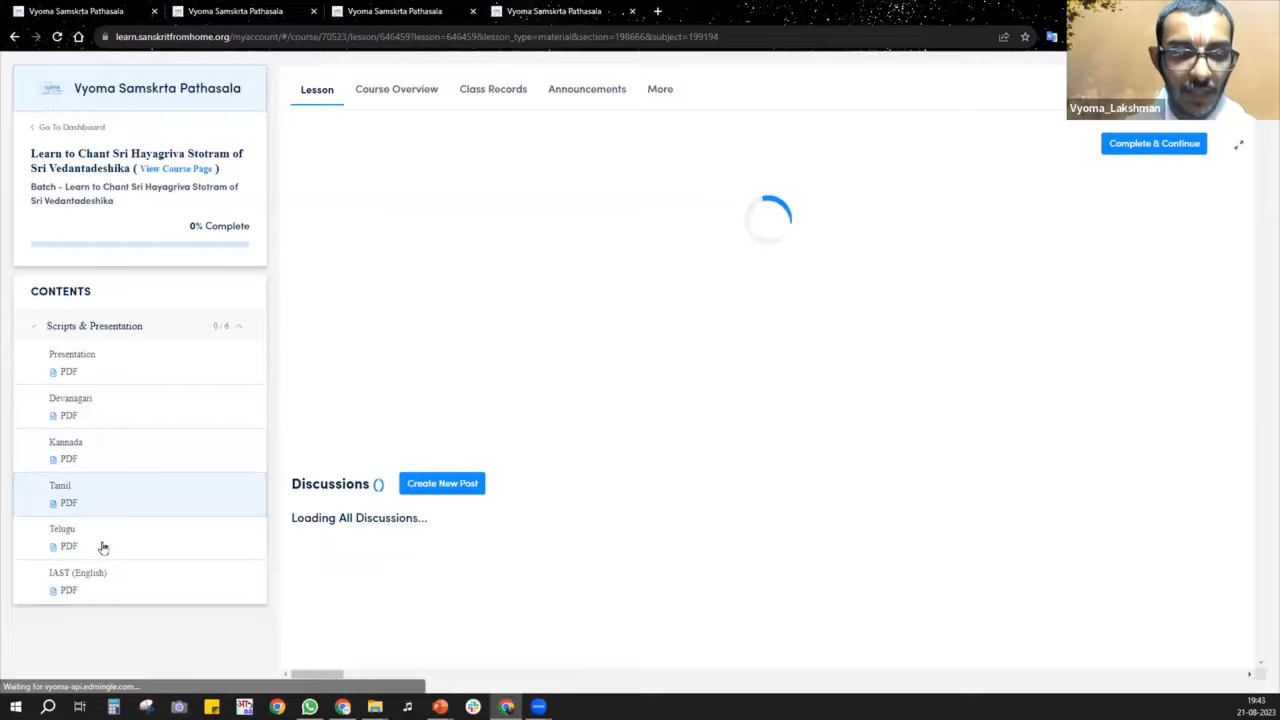 Vyoma Samskrta Pathasala
Vyoma Samskrta Pathasala
Vyoma Samskrta Pathasala
Vyoma Samskrta Pathasala
learn.sanskritfromhome.org/myaccount/#/course/70523/lesson/646459?lesson=646459&lesson_type=material&section=198666&subject=199194
Vyoma_Lakshman
Vyoma Samskrta Pathasala
Go To Dashboard
Learn to Chant Sri Hayagriva Stotram of
Sri Vedantadeshika ( View Course Page )
Batch - Learn to Chant Sri Hayagriva Stotram of
Sri Vedantadeshika
0% Complete
CONTENTS
Scripts & Presentation 0 / 6
Presentation
PDF
Devanagari
PDF
Kannada
PDF
Tamil
PDF
Telugu
PDF
IAST (English)
PDF
Lesson Course Overview Class Records Announcements More
Complete & Continue
Discussions () Create New Post
Loading All Discussions...
Waiting for vyoma-api.edmingle.com...
19:43
21-08-2023